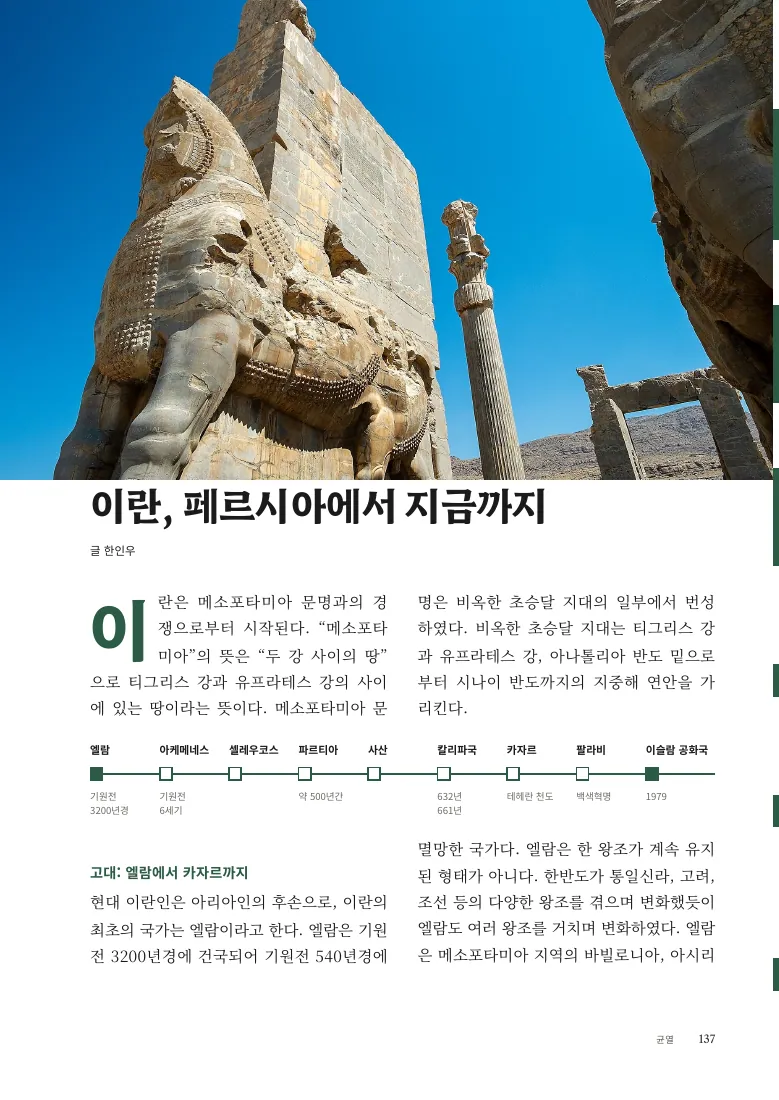 이란, 페르시아에서 지금까지
글 한인우
이란은 메소포타미아 문명과의 경
쟁으로부터 시작된다. “메소포타
미아”의 뜻은 “두 강 사이의 땅”
으로 티그리스 강과 유프라테스 강의 사이
에 있는 땅이라는 뜻이다. 메소포타미아 문
명은 비옥한 초승달 지대의 일부에서 번성
하였다. 비옥한 초승달 지대는 티그리스 강
과 유프라테스 강, 아나톨리아 반도 밑으로
부터 시나이 반도까지의 지중해 연안을 가
리킨다.
엘람 아케메네스 셀레우코스 파르티아 사산 칼리파국 카자르 팔라비 이슬람 공화국
기원전 기원전 약 500년간 632년 테헤란 천도 백색혁명 1979
3200년경 6세기 661년
고대: 엘람에서 카자르까지
현대 이란인은 아리아인의 후손으로, 이란의
최초의 국가는 엘람이라고 한다. 엘람은 기원
전 3200년경에 건국되어 기원전 540년경에
멸망한 국가다. 엘람은 한 왕조가 계속 유지
된 형태가 아니다. 한반도가 통일신라, 고려,
조선 등의 다양한 왕조를 겪으며 변화했듯이
엘람도 여러 왕조를 거치며 변화하였다. 엘람
은 메소포타미아 지역의 바빌로니아, 아시리
균열 137